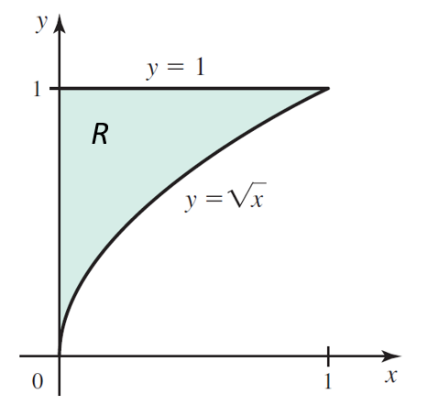 y
y = 1
1
R
y = √x
0
1
x